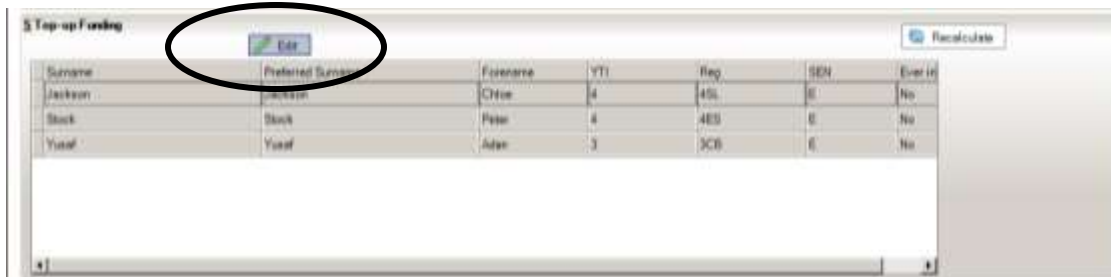 5 Top-up Funding
Edit
Recalculate
Surname Preferred Surname Forename YTI Reg SEN Ever in
Jackson Jackson Chloe 4 4SL E No
Stock Stock Peter 4 4ES E No
Yusaf Yusaf Adan 3 3CB E No